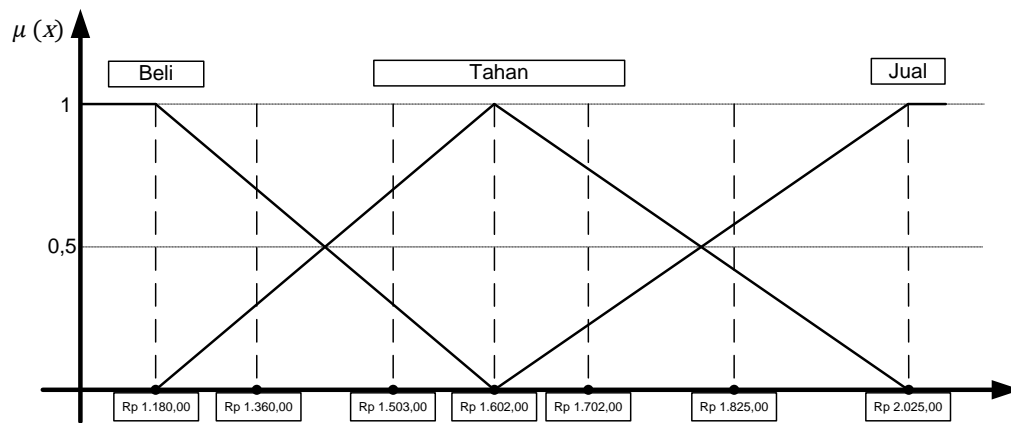 μ (x)
Beli
Tahan
Jual
1
0,5
Rp 1.180,00
Rp 1.360,00
Rp 1.503,00
Rp 1.602,00
Rp 1.702,00
Rp 1.825,00
Rp 2.025,00